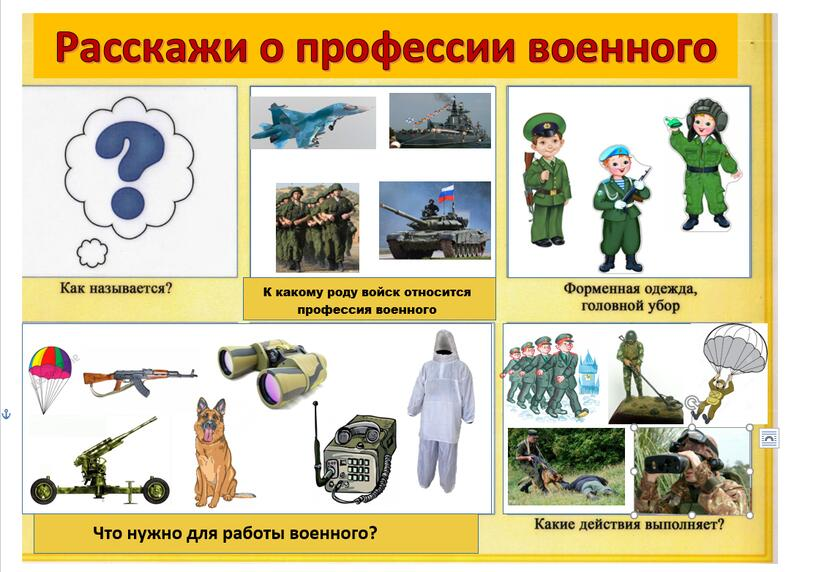 Расскажи о профессии военного
Как называется?
К какому роду войск относится
профессия военного
Форменная одежда,
головной убор
Что нужно для работы военного?
Какие действия выполняет?